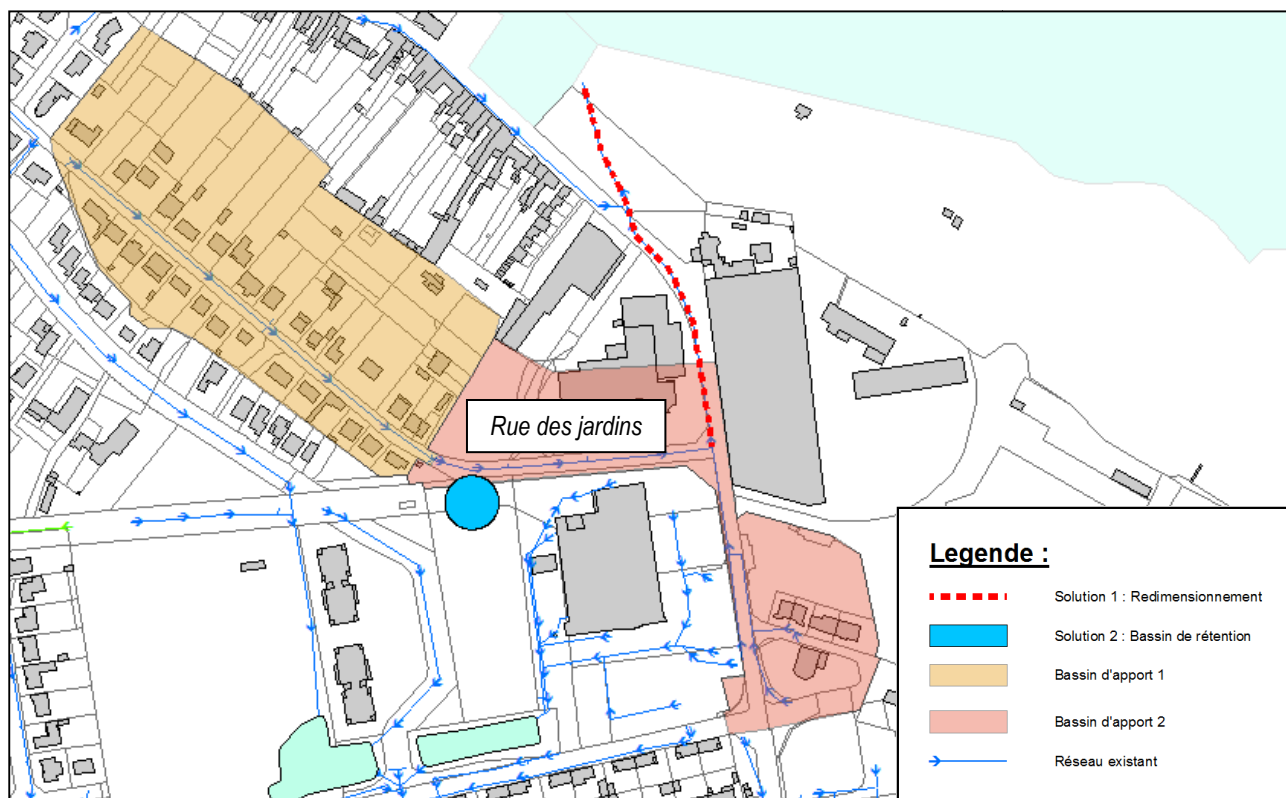 Rue des jardins
Legende :
Solution 1 : Redimensionnement
Solution 2 : Bassin de rétention
Bassin d'apport 1
Bassin d'apport 2
Réseau existant